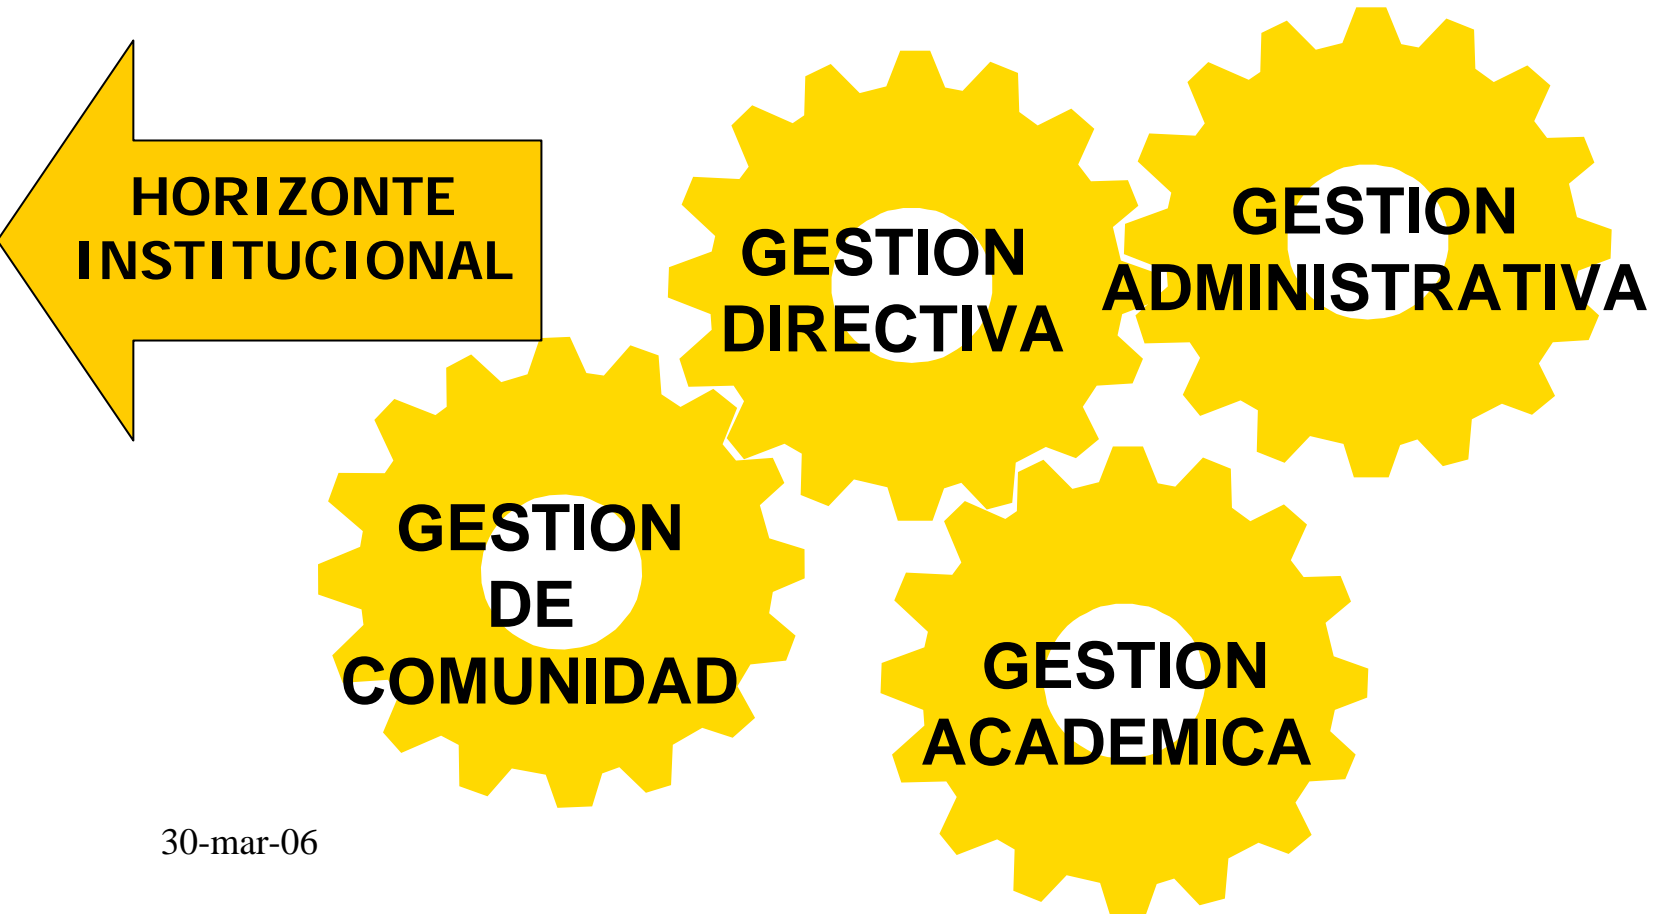 HORIZONTE
INSTITUCIONAL
GESTION
DIRECTIVA
GESTION
ADMINISTRATIVA
GESTION
DE
COMUNIDAD
GESTION
ACADEMICA
30-mar-06